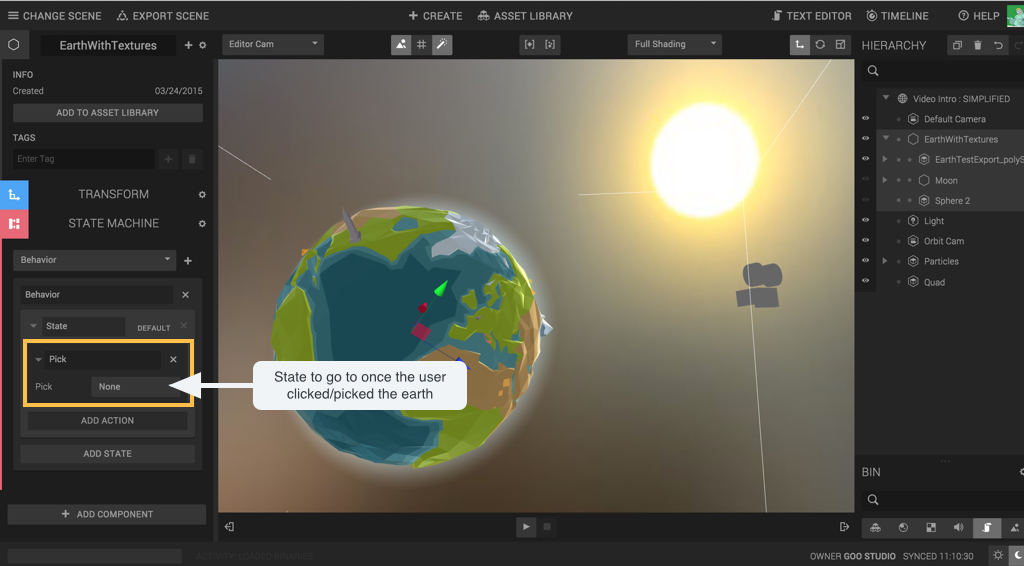 CHANGE SCENE
EXPORT SCENE
CREATE
ASSET LIBRARY
TEXT EDITOR
TIMELINE
HELP
EarthWithTextures
Editor Cam
Full Shading
HIERARCHY
INFO
Created 03/24/2015
ADD TO ASSET LIBRARY
TAGS
Enter Tag
TRANSFORM
STATE MACHINE
Behavior
Behavior
State DEFAULT
Pick
Pick None
ADD ACTION
ADD STATE
ADD COMPONENT
State to go to once the user
clicked/picked the earth
Video Intro : SIMPLIFIED
Default Camera
EarthWithTextures
EarthTestExport_polyS
Moon
Sphere 2
Light
Orbit Cam
Particles
Quad
BIN
ACTIVITY: LOADED BINARIES
OWNER GOO STUDIO SYNCED 11:10:30